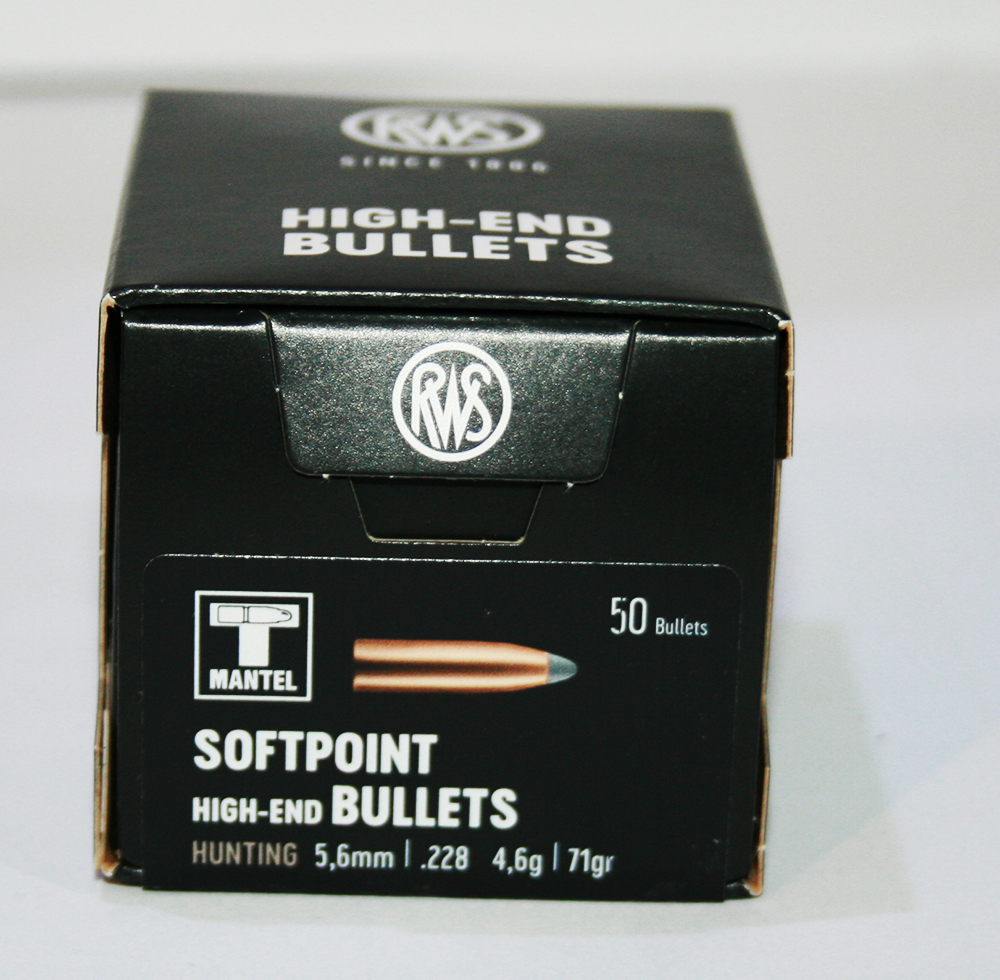 RWS
SINCE
HIGH-END
BULLETS
RWS
50 Bullets
T
MANTEL
SOFTPOINT
HIGH-END BULLETS
HUNTING 5,6mm | .228 4,6g | 71gr